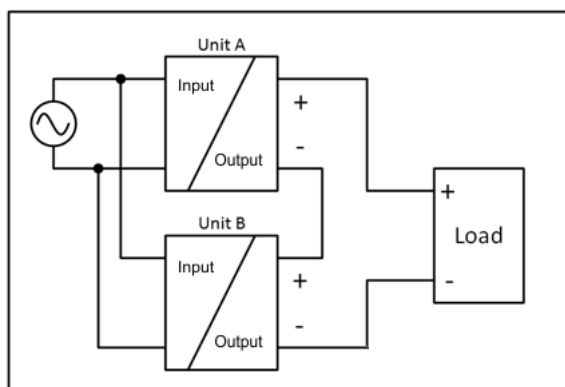 Unit A
Input
+
-
Output
Unit B
Input
+
-
Output
+
Load
-